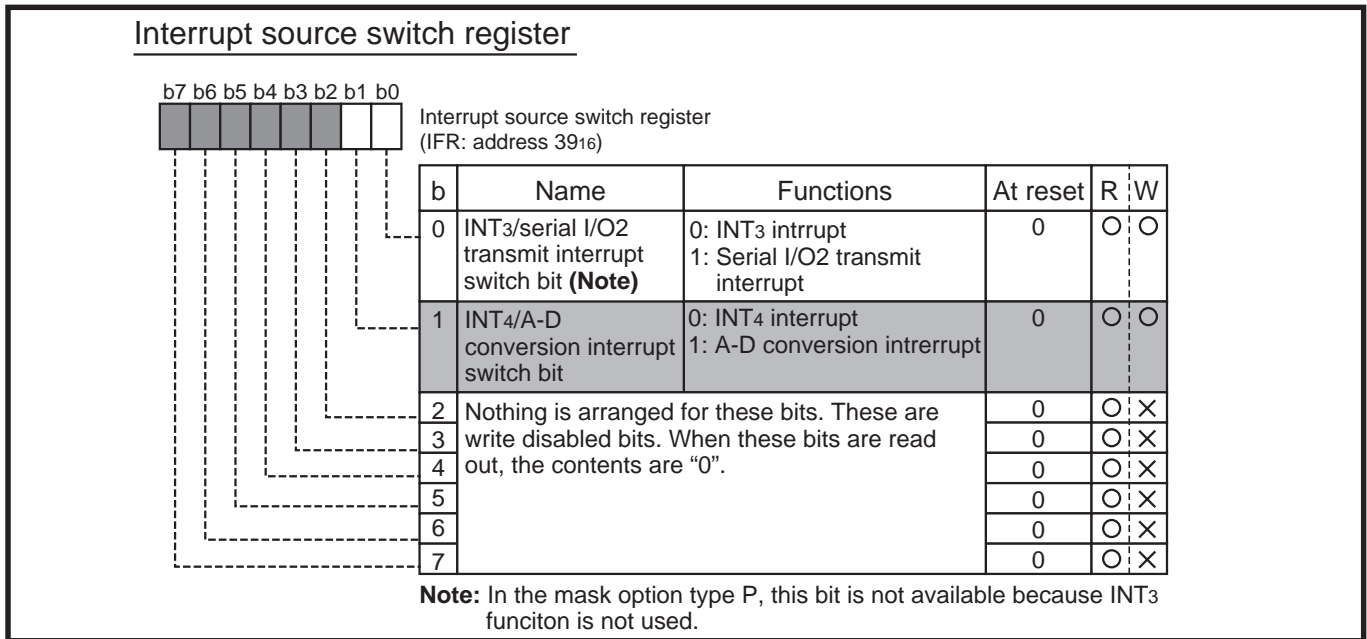 Interrupt source switch register
b7 b6 b5 b4 b3 b2 b1 b0
Interrupt source switch register
(IFR: address 3916)
b Name Functions At reset R W
0 INT3/serial I/O2 transmit interrupt switch bit (Note) 0: INT3 intrrupt 1: Serial I/O2 transmit interrupt 0 O O
1 INT4/A-D conversion interrupt switch bit 0: INT4 interrupt 1: A-D conversion intrerrupt 0 O O
2 Nothing is arranged for these bits. These are 0 O ×
3 write disabled bits. When these bits are read 0 O ×
4 out, the contents are “0”. 0 O ×
5 0 O ×
6 0 O ×
7 0 O ×
Note: In the mask option type P, this bit is not available because INT3
funciton is not used.